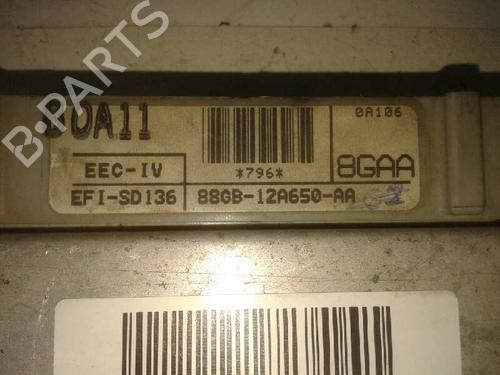 0A11
0A106
EEC-IV
*796*
8GAA
EFI-SD136
88GB-12A650-AA
B-PARTS